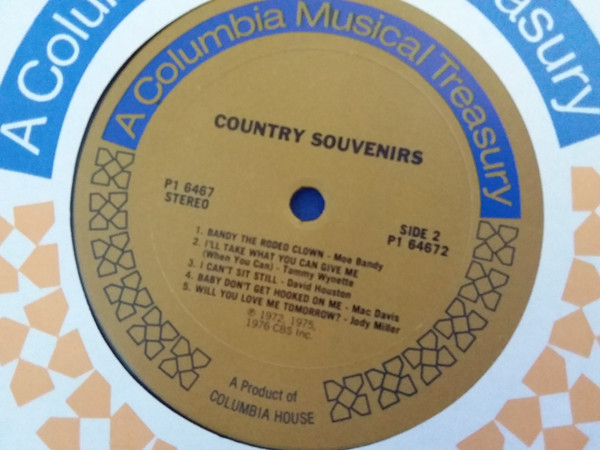 A Colu
easury
A Columbia Musical Treasury
COUNTRY SOUVENIRS
P1 6467
STEREO
SIDE 2
P1 64672
1. BANDY THE RODEO CLOWN - Moe Bandy
2. I'LL TAKE WHAT YOU CAN GIVE ME
(When You Can) - Tammy Wynette
3. I CAN'T SIT STILL - David Houston
4. BABY DON'T GET HOOKED ON ME - Mac Davis
5. WILL YOU LOVE ME TOMORROW? - Jody Miller
℗ 1972, 1975,
1976 CBS Inc.
A Product of
COLUMBIA HOUSE